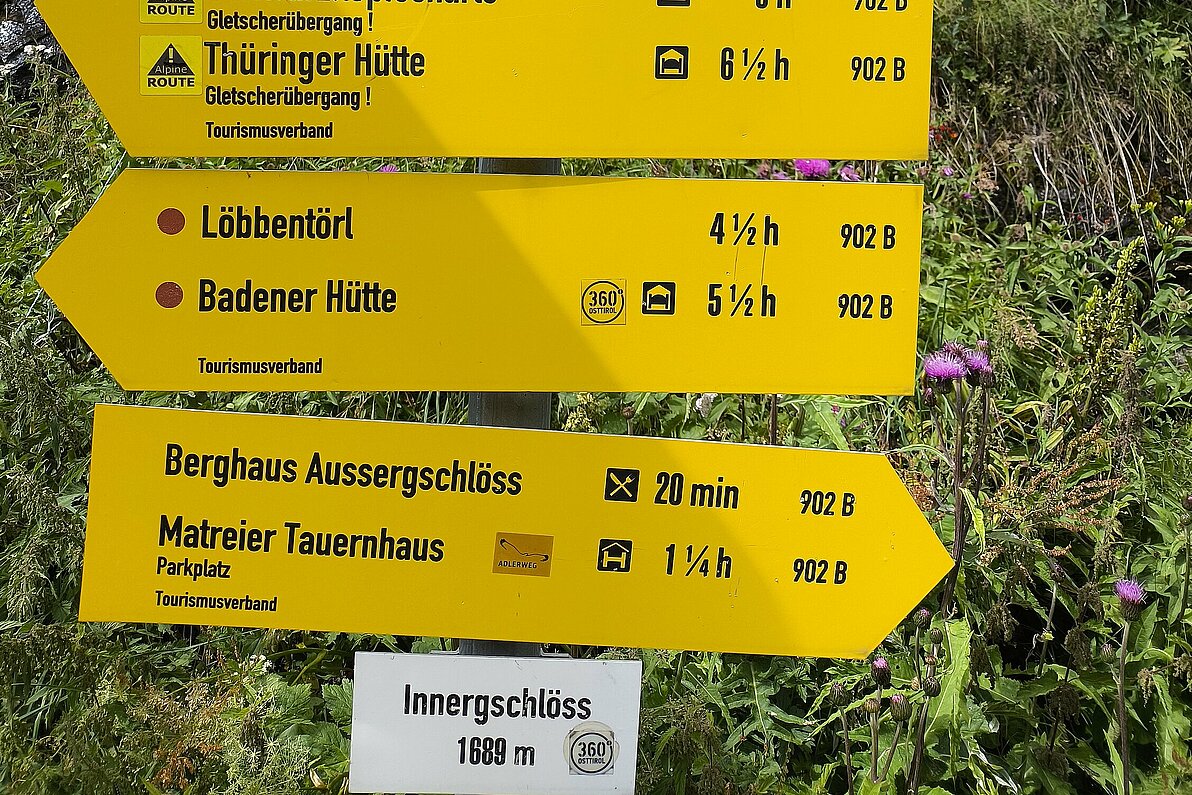 ROUTE
Gletscherübergang !
902 B
! Alpine ROUTE Thüringer Hütte 6 ½ h 902 B
Gletscherübergang !
Tourismusverband
Löbbentörl 4 ½ h 902 B
Badener Hütte 360° OSTTIROL 5 ½ h 902 B
Tourismusverband
Berghaus Aussergschlöss 20 min 902 B
Matreier Tauernhaus ADLERWEG 1 ¼ h 902 B
Parkplatz
Tourismusverband
Innergschlöss
1689 m 360° OSTTIROL